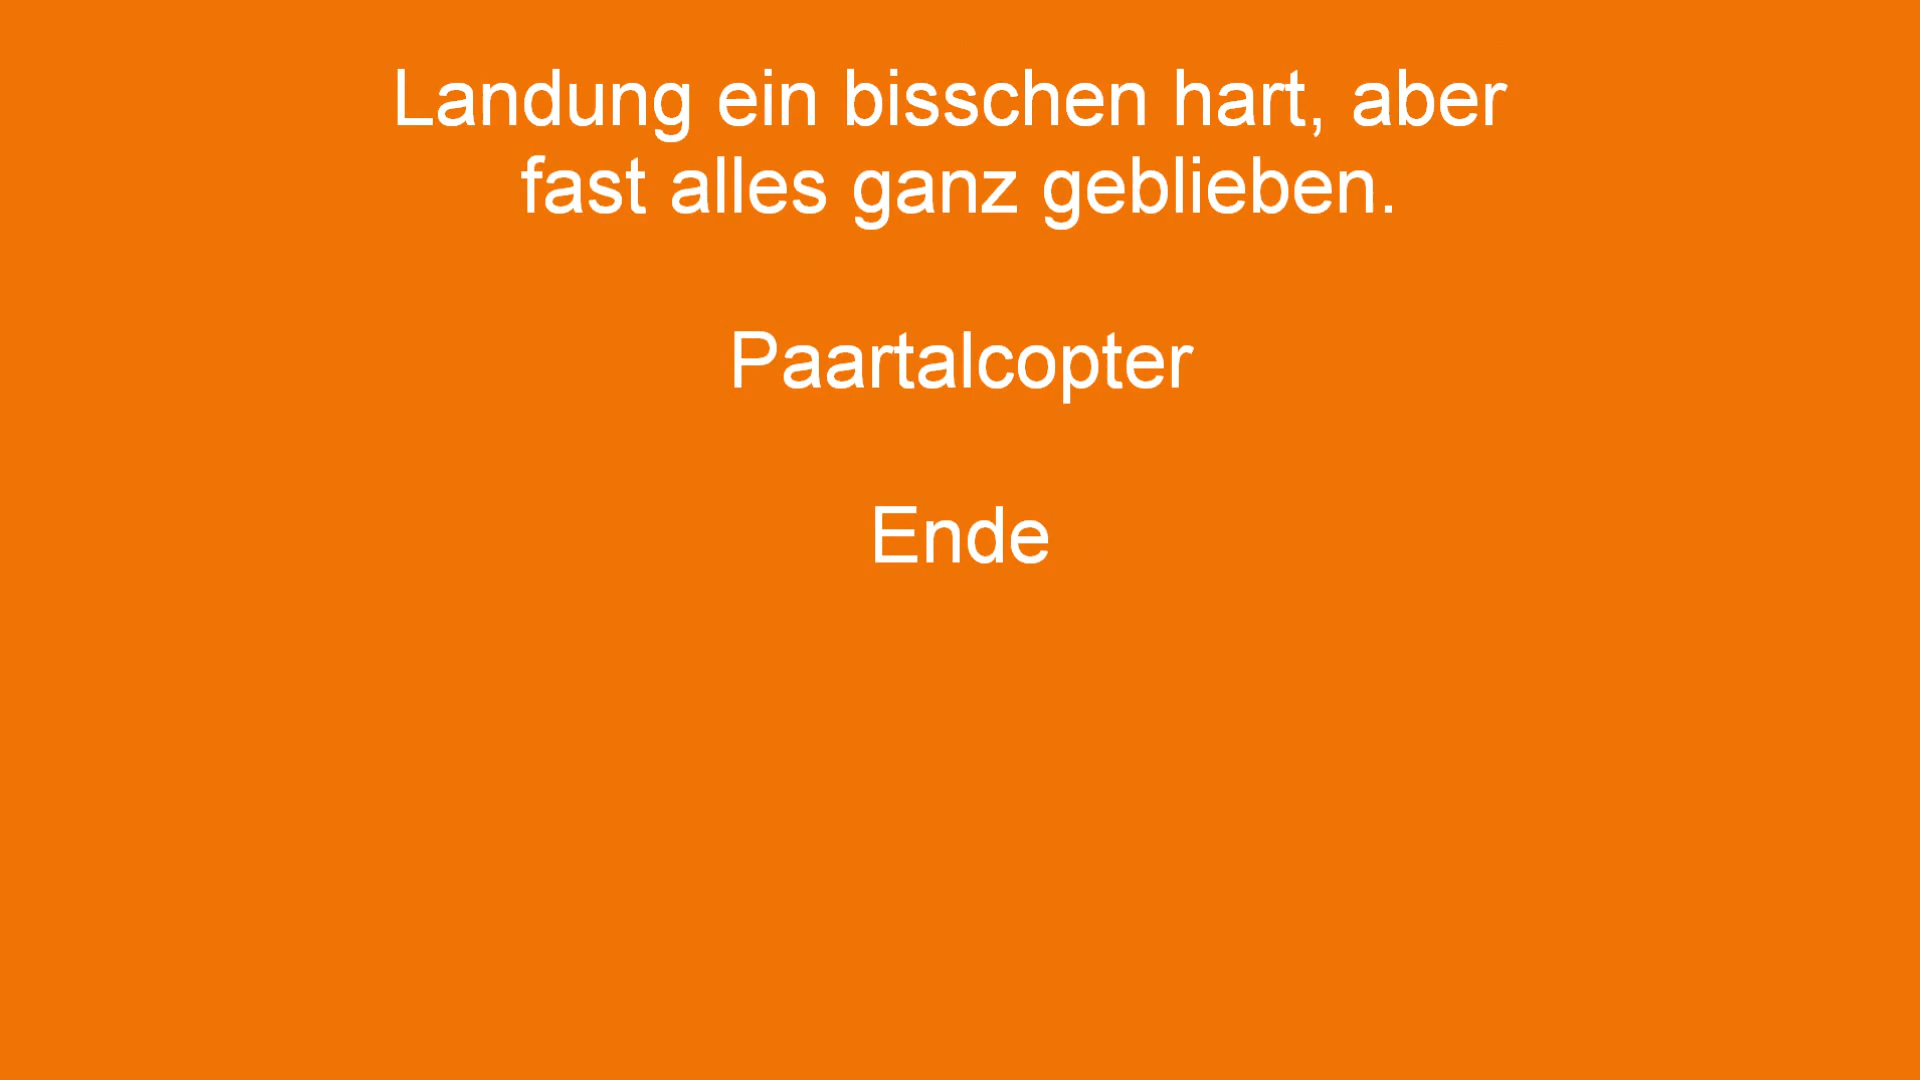 Landung ein bisschen hart, aber
fast alles ganz geblieben.
Paartalcopter
Ende